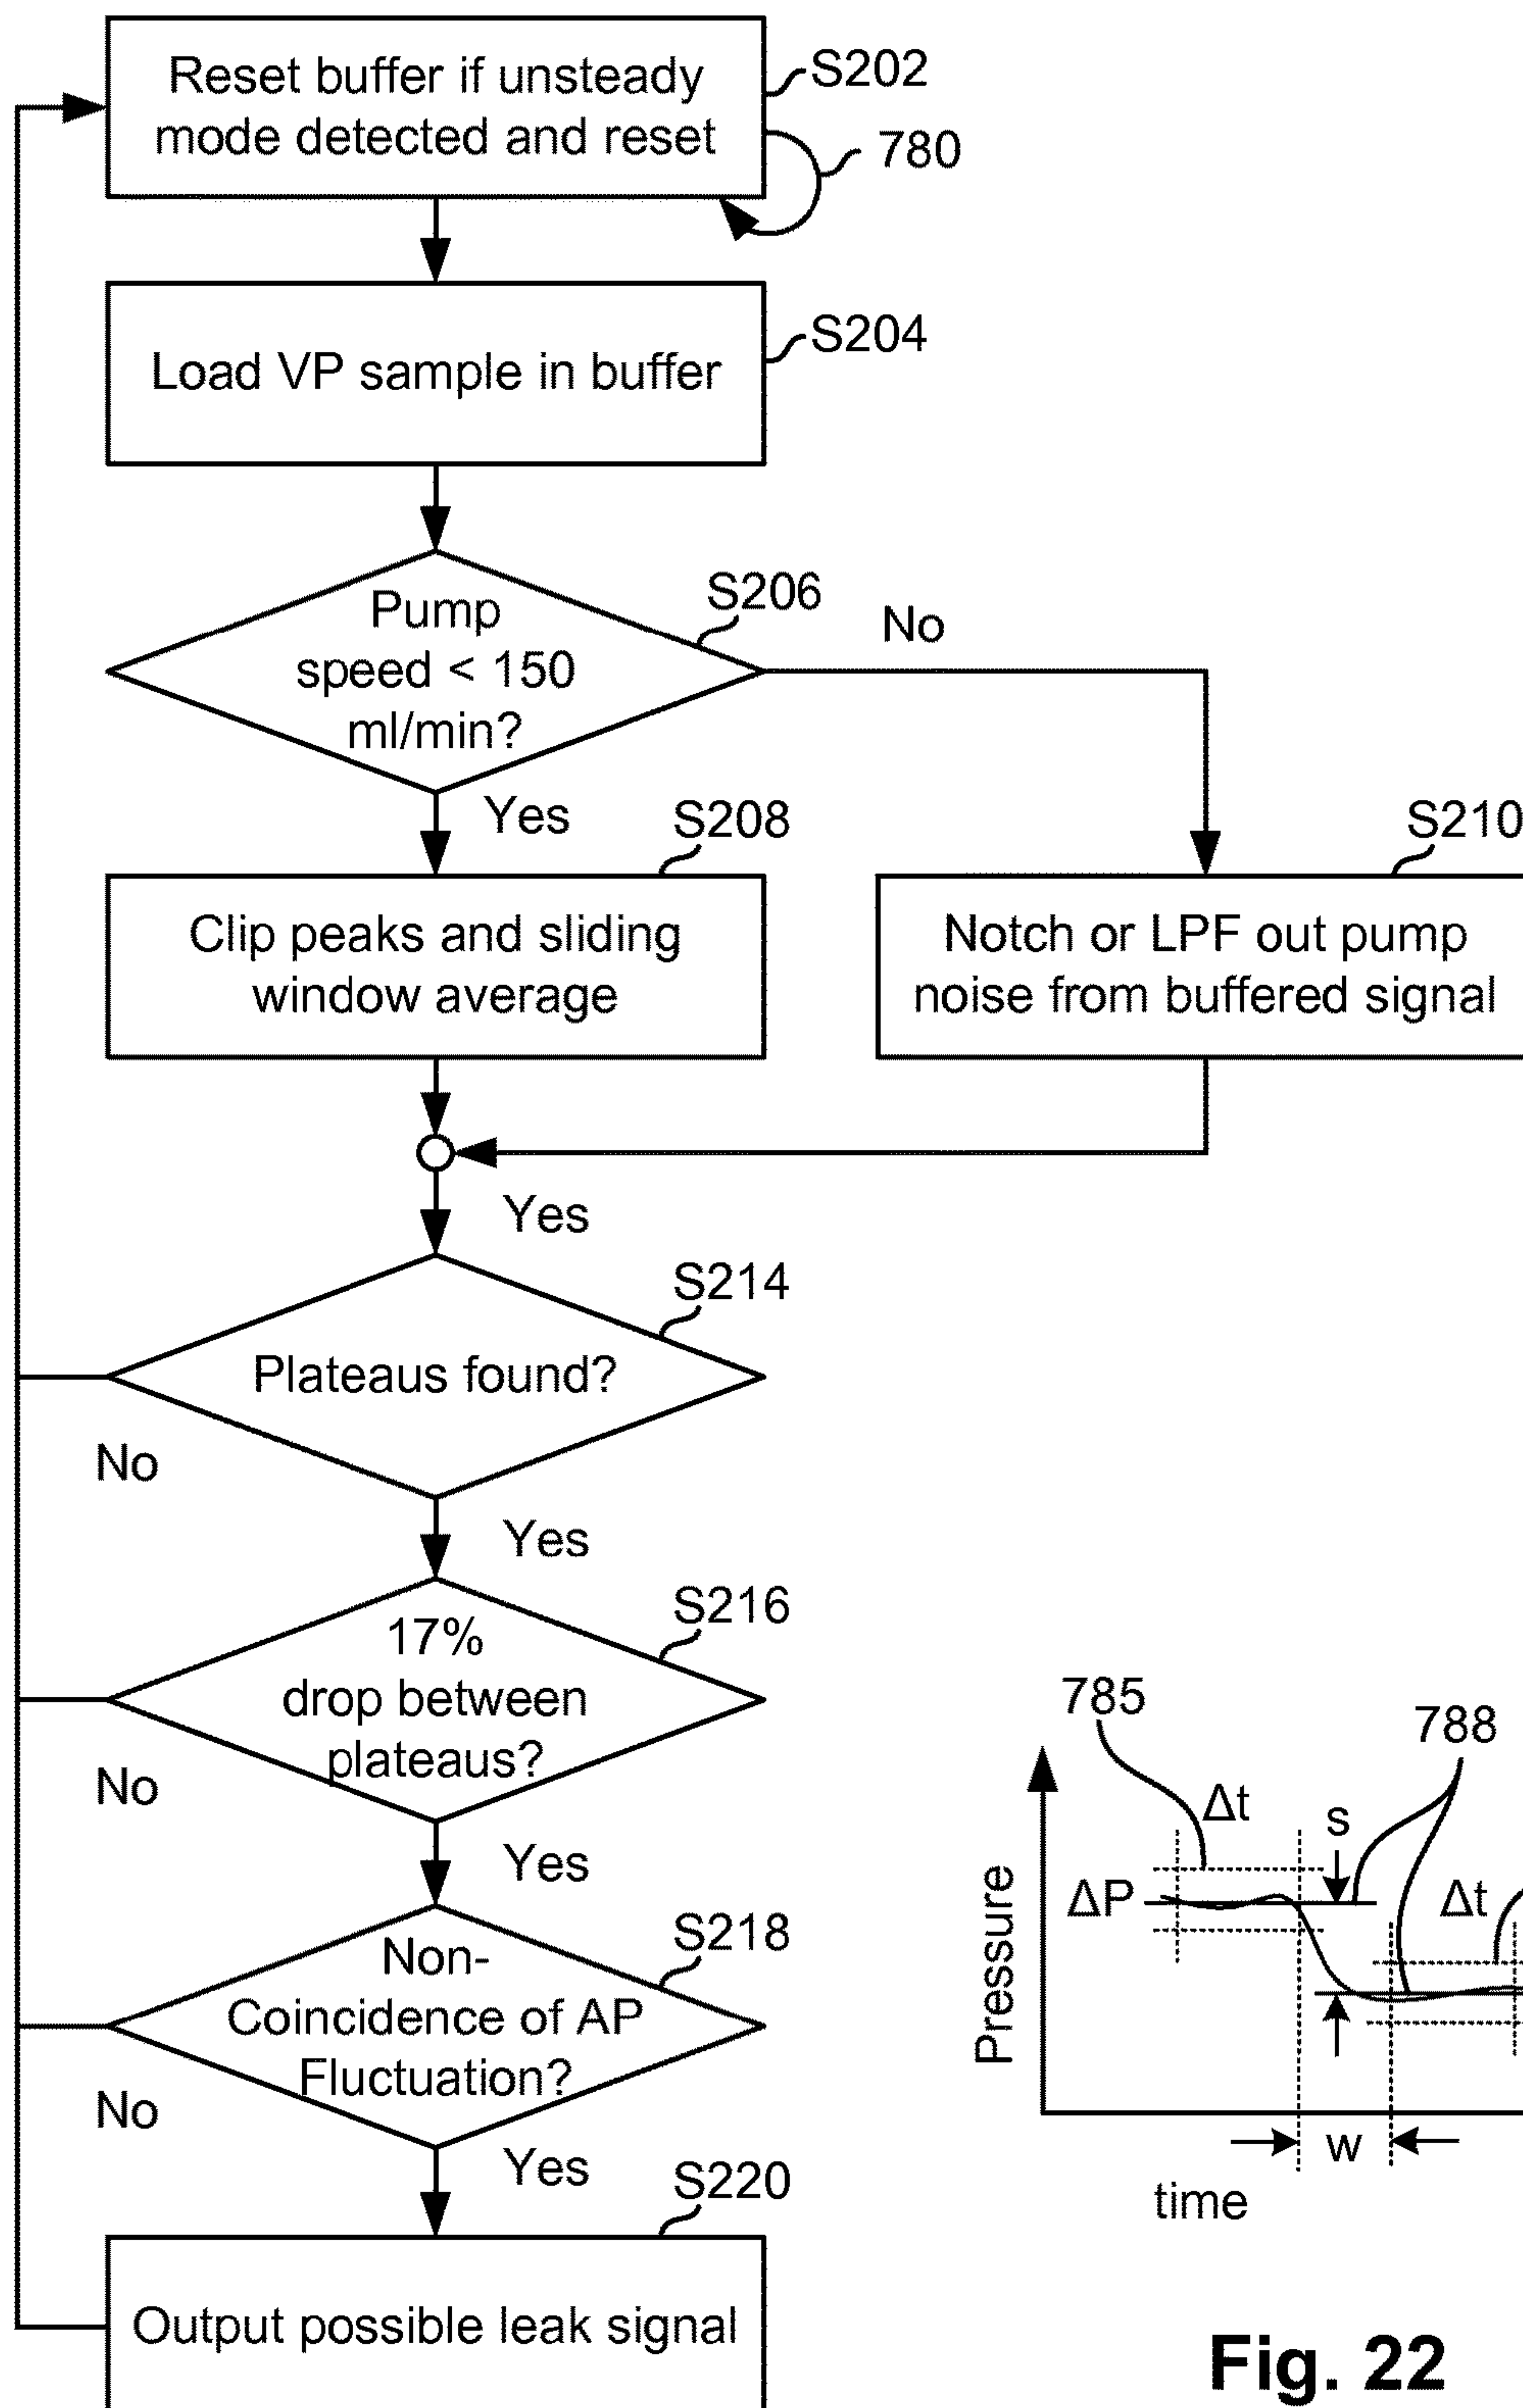 Reset buffer if unsteady
mode detected and reset
S202
780
Load VP sample in buffer
S204
Pump
speed < 150
ml/min?
S206
No
Yes
S208
S210
Clip peaks and sliding
window average
Notch or LPF out pump
noise from buffered signal
Yes
S214
Plateaus found?
No
Yes
S216
17%
drop between
plateaus?
No
Yes
S218
Non-
Coincidence of AP
Fluctuation?
No
Yes
S220
Output possible leak signal
785
788
Δt
s
ΔP
Δt
Pressure
w
time
Fig. 22